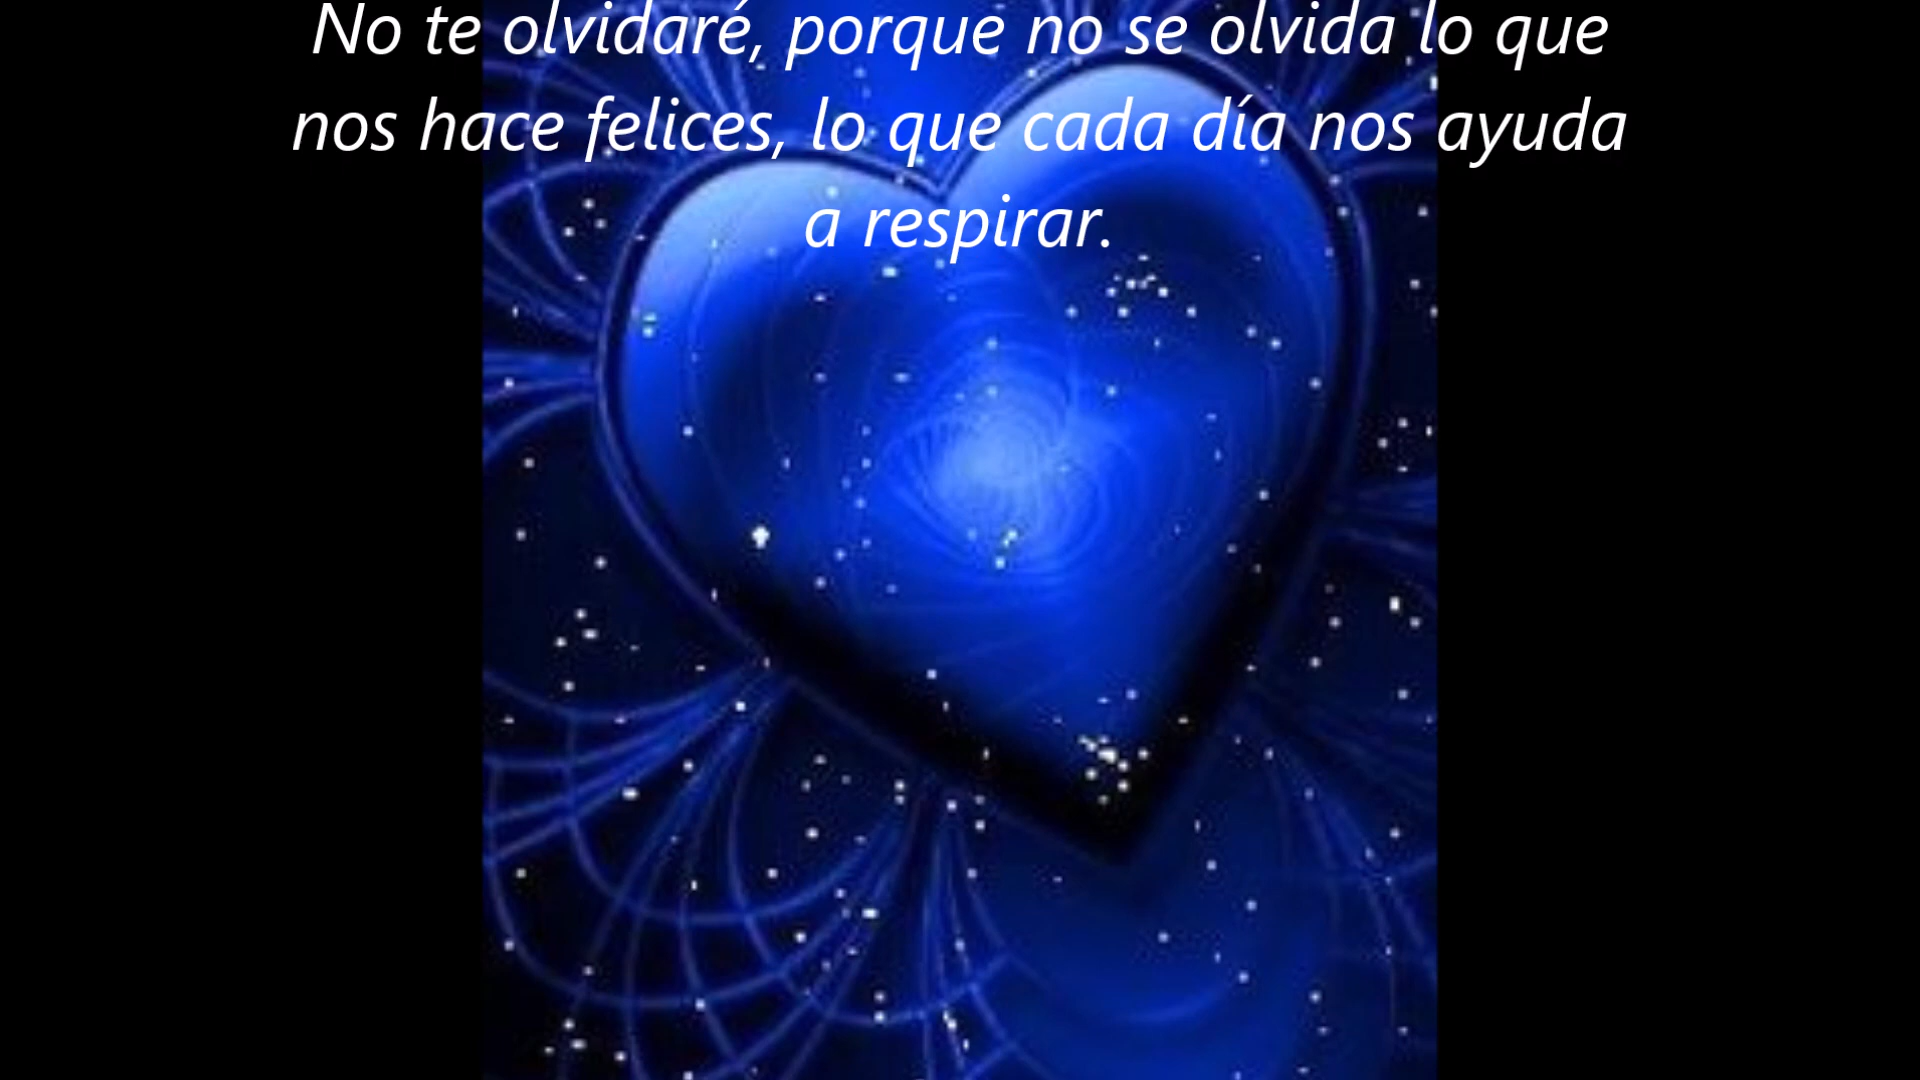 No te olvidaré, porque no se olvida lo que
nos hace felices, lo que cada día nos ayuda
a respirar.